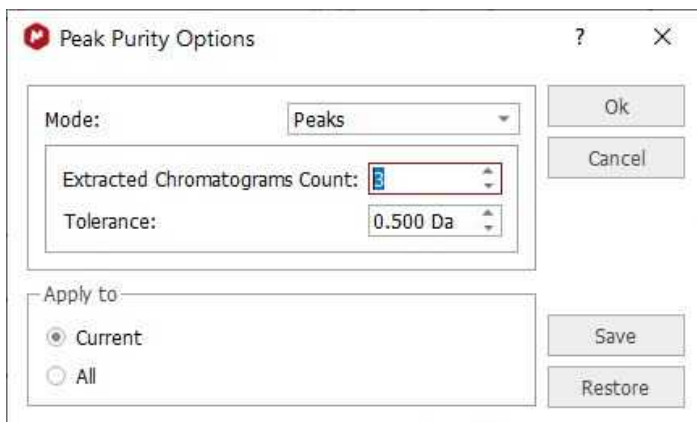 Peak Purity Options ? ×
Mode: Peaks
Ok
Cancel
Extracted Chromatograms Count: 3
Tolerance: 0.500 Da
Apply to
Current
All
Save
Restore